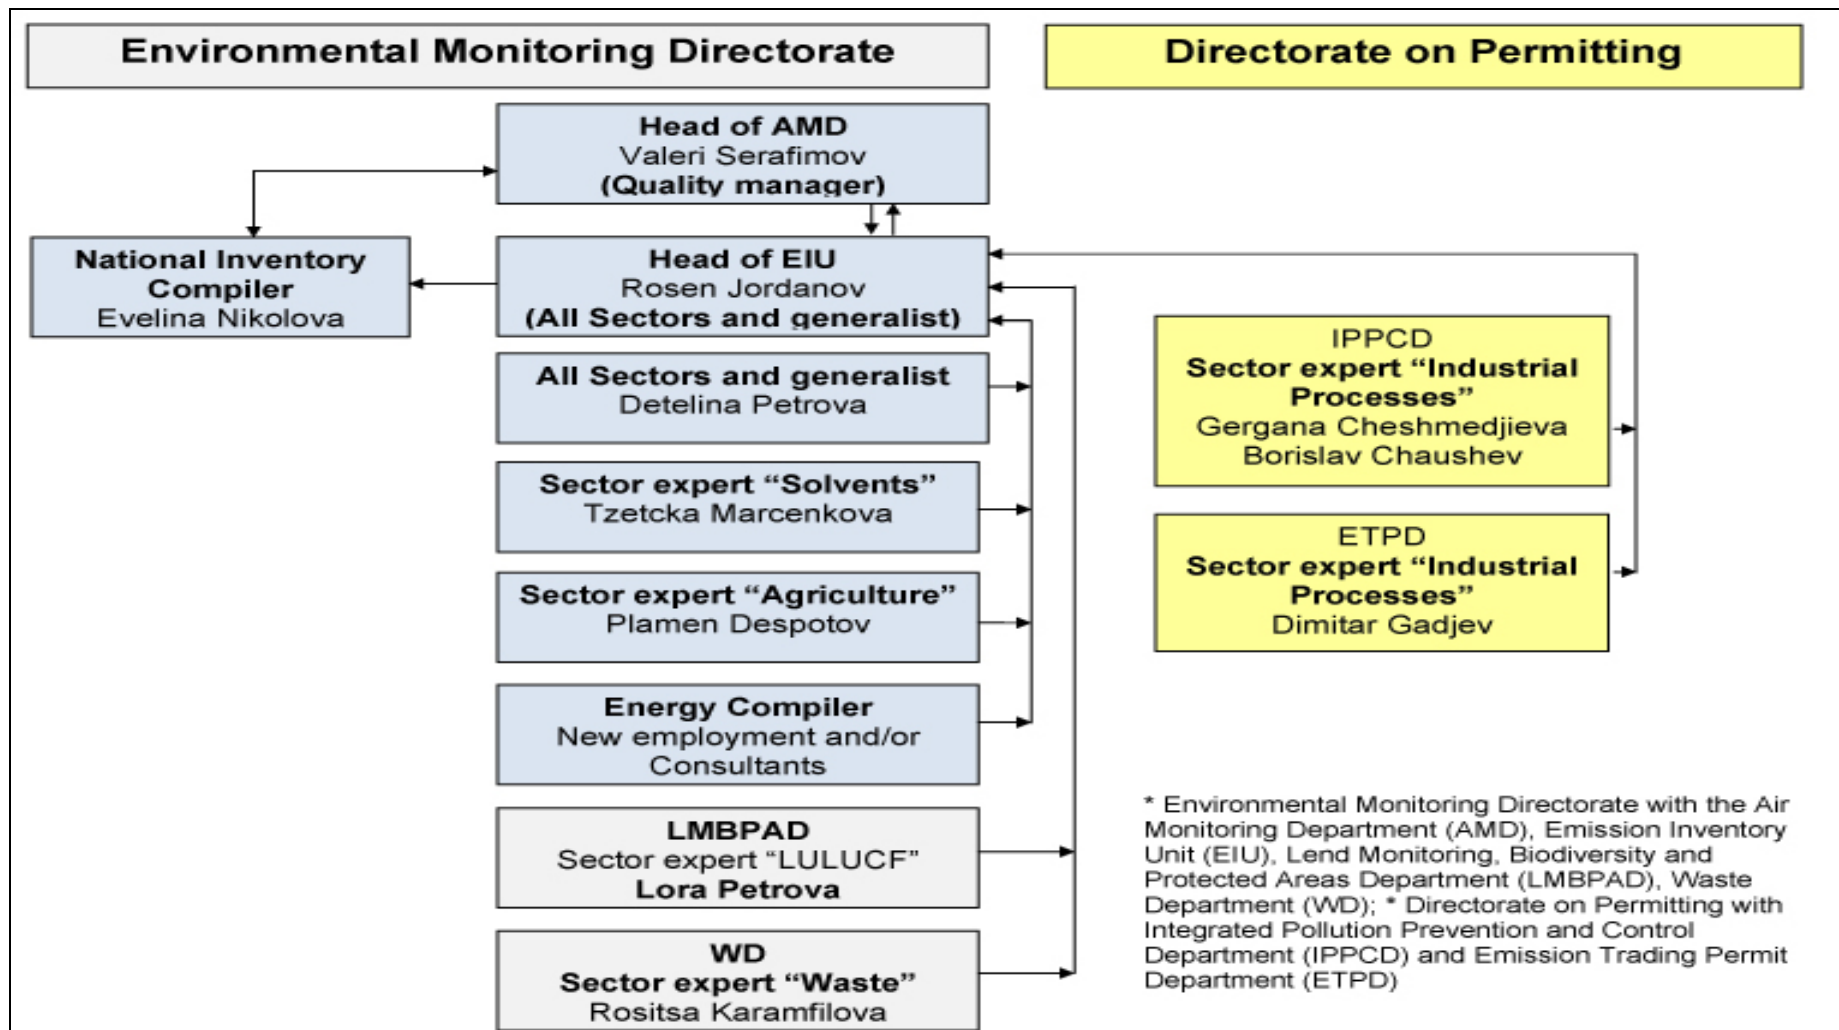 Environmental Monitoring Directorate
Directorate on Permitting
Head of AMD
Valeri Serafimov
(Quality manager)
National Inventory
Compiler
Evelina Nikolova
Head of EIU
Rosen Jordanov
(All Sectors and generalist)
All Sectors and generalist
Detelina Petrova
Sector expert “Solvents”
Tzetcka Marcenkova
Sector expert “Agriculture”
Plamen Despotov
Energy Compiler
New employment and/or
Consultants
LMBPAD
Sector expert “LULUCF”
Lora Petrova
WD
Sector expert “Waste”
Rositsa Karamfilova
IPPCD
Sector expert “Industrial
Processes”
Gergana Cheshmedjieva
Borislav Chaushev
ETPD
Sector expert “Industrial
Processes”
Dimitar Gadjev
* Environmental Monitoring Directorate with the Air
Monitoring Department (AMD), Emission Inventory
Unit (EIU), Lend Monitoring, Biodiversity and
Protected Areas Department (LMBPAD), Waste
Department (WD); * Directorate on Permitting with
Integrated Pollution Prevention and Control
Department (IPPCD) and Emission Trading Permit
Department (ETPD)